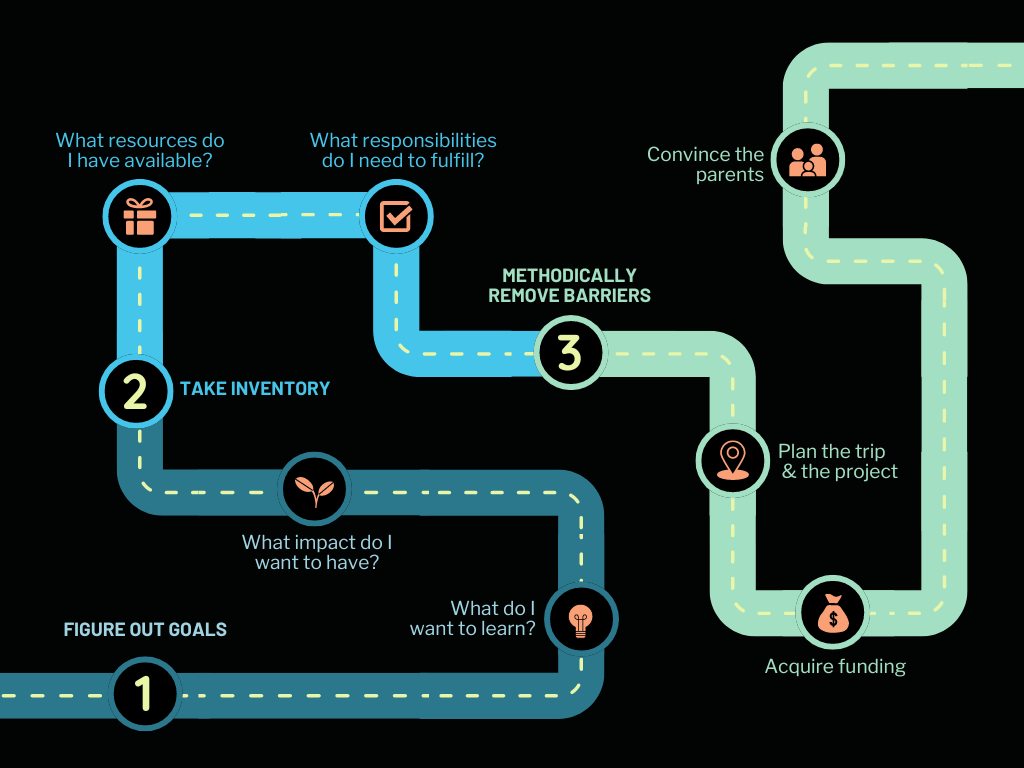 What resources do
I have available?
What responsibilities
do I need to fulfill?
Convince the
parents
METHODICALLY
REMOVE BARRIERS
3
2
TAKE INVENTORY
Plan the trip
& the project
What impact do I
want to have?
What do I
want to learn?
FIGURE OUT GOALS
1
$
Acquire funding